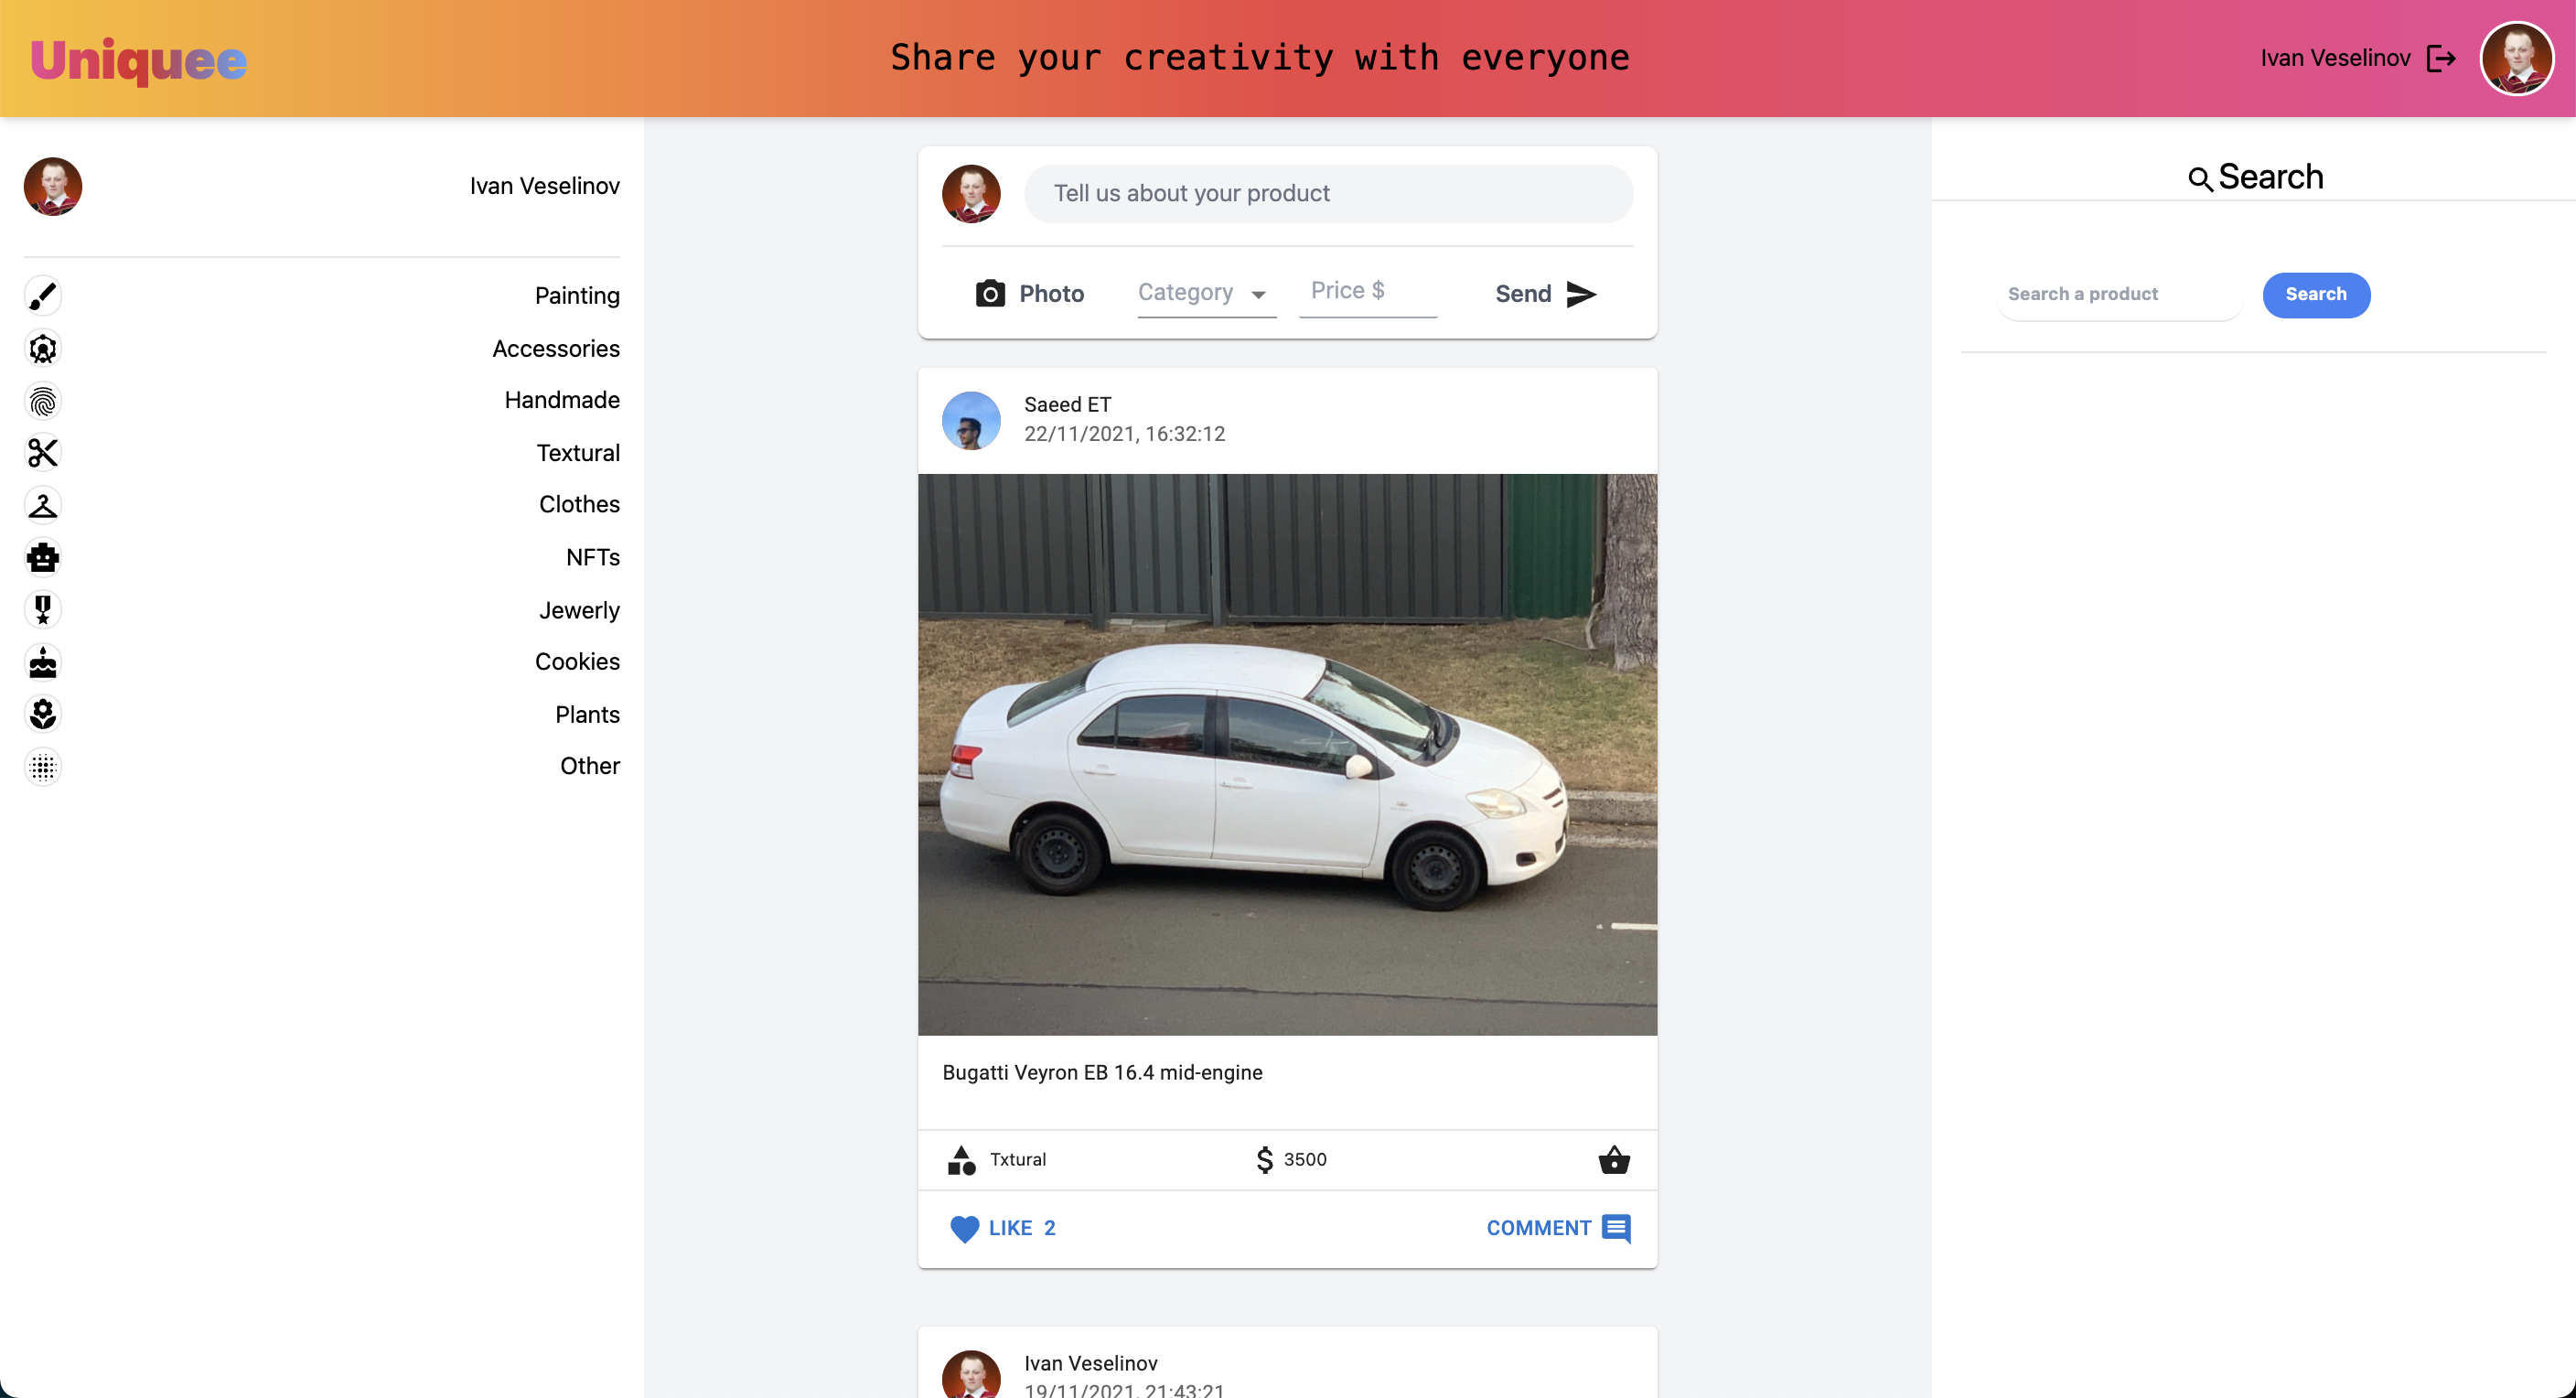 Uniquee
Share your creativity with everyone
Ivan Veselinov
Ivan Veselinov
Painting
Accessories
Handmade
Textural
Clothes
NFTs
Jewerly
Cookies
Plants
Other
Tell us about your product
Photo
Category
Price $
Send
Saeed ET
22/11/2021, 16:32:12
Bugatti Veyron EB 16.4 mid-engine
Txtural
$ 3500
LIKE 2
COMMENT
Ivan Veselinov
19/11/2021, 21:43:21
Search
Search a product
Search